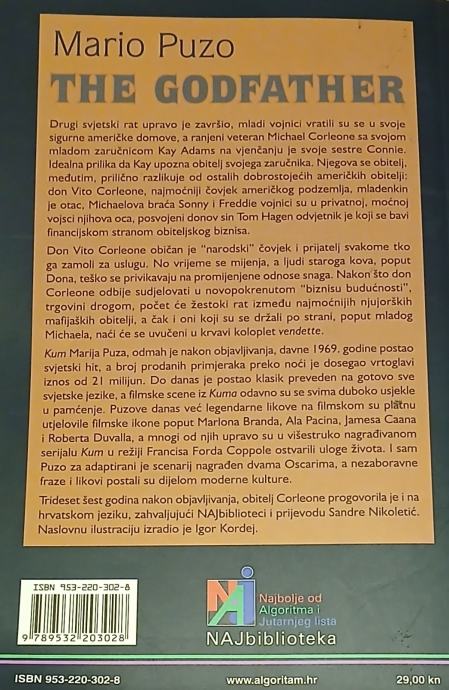 Mario Puzo
THE GODFATHER
Drugi svjetski rat upravo je završio, mladi vojnici vratili su se u svoje
sigurne američke domove, a ranjeni veteran Michael Corleone sa svojom
mladom zaručnicom Kay Adams na vjenčanju je svoje sestre Connie.
Idealna prilika da Kay upozna obitelj svojega zaručnika. Njegova se obitelj,
međutim, prilično razlikuje od ostalih dobrostojećih američkih obitelji:
don Vito Corleone, najmoćniji čovjek američkog podzemlja, mladenkin
je otac, Michaelova braća Sonny i Freddie vojnici su u privatnoj, moćnoj
vojsci njihova oca, posvojeni donov sin Tom Hagen odvjetnik je koji se bavi
financijskom stranom obiteljskog biznisa.
Don Vito Corleone običan je "narodski" čovjek i prijatelj svakome tko
ga zamoli za uslugu. No vrijeme se mijenja, a ljudi staroga kova, poput
Dona, teško se privikavaju na promijenjene odnose snaga. Nakon što don
Corleone odbije sudjelovati u novopokrenutom "biznisu budućnosti",
trgovini drogom, počet će žestoki rat između najmoćnijih njujorških
mafijaških obitelji, a čak i oni koji su se držali po strani, poput mladog
Michaela, naći će se uvučeni u krvavi koloplet vendette.
Kum Marija Puza, odmah je nakon objavljivanja, davne 1969. godine postao
svjetski hit, a broj prodanih primjeraka preko noći je dosegao vrtoglavi
iznos od 21 milijun. Do danas je postao klasik preveden na gotovo sve
svjetske jezike, a filmske scene iz Kuma odavno su se svima duboko usjekle
u pamćenje. Puzove danas već legendarne likove na filmskom su platnu
utjelovile filmske ikone poput Marlona Branda, Ala Pacina, Jamesa Caana
i Roberta Duvalla, a mnogi od njih upravo su u višestruko nagrađivanom
serijalu Kum u režiji Francisa Forda Coppole ostvarili uloge života. I sam
Puzo za adaptirani je scenarij nagrađen dvama Oscarima, a nezaboravne
fraze i likovi postali su dijelom moderne kulture.
Trideset šest godina nakon objavljivanja, obitelj Corleone progovorila je i na
hrvatskom jeziku, zahvaljujući NAJbiblioteci i prijevodu Sandre Nikoletić.
Naslovnu ilustraciju izradio je Igor Kordej.
ISBN 953-220-302-8
9 789532 203028
NAJ
Najbolje od
Algoritma i
Jutarnjeg lista
NAJbiblioteka
ISBN 953-220-302-8
www.algoritam.hr
29,00 kn